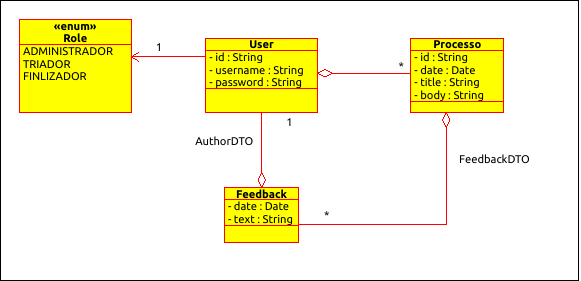 «enum»
Role
ADMINISTRADOR
TRIADOR
FINLIZADOR
1
User
- id : String
- username : String
- password : String
*
Processo
- id : String
- date : Date
- title : String
- body : String
1
AuthorDTO
FeedbackDTO
Feedback
- date : Date
- text : String
*